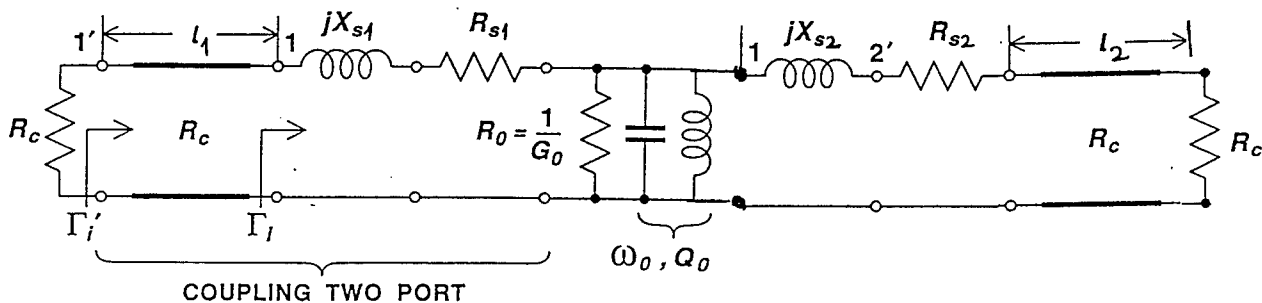 1' l₁ 1 jXs1 Rs1 1 jXs2 2' Rs2 l₂
Rc Rc R₀ = 1/G₀ Rc Rc
Γi' Γl
ω₀ , Q₀
COUPLING TWO PORT